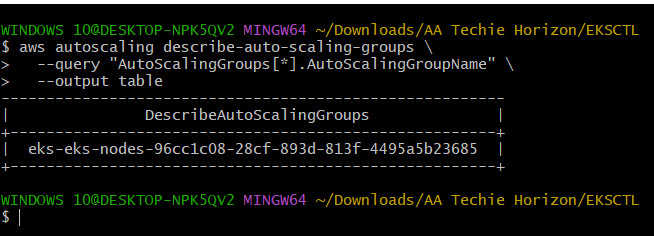 WINDOWS 10@DESKTOP-NPK5QV2 MINGW64 ~/Downloads/AA Techie Horizon/EKSCTL
$ aws autoscaling describe-auto-scaling-groups \
>   --query "AutoScalingGroups[*].AutoScalingGroupName" \
>   --output table
-------------------------------------------------------
|               DescribeAutoScalingGroups             |
+-----------------------------------------------------+
|  eks-eks-nodes-96cc1c08-28cf-893d-813f-4495a5b23685  |
+-----------------------------------------------------+
WINDOWS 10@DESKTOP-NPK5QV2 MINGW64 ~/Downloads/AA Techie Horizon/EKSCTL
$